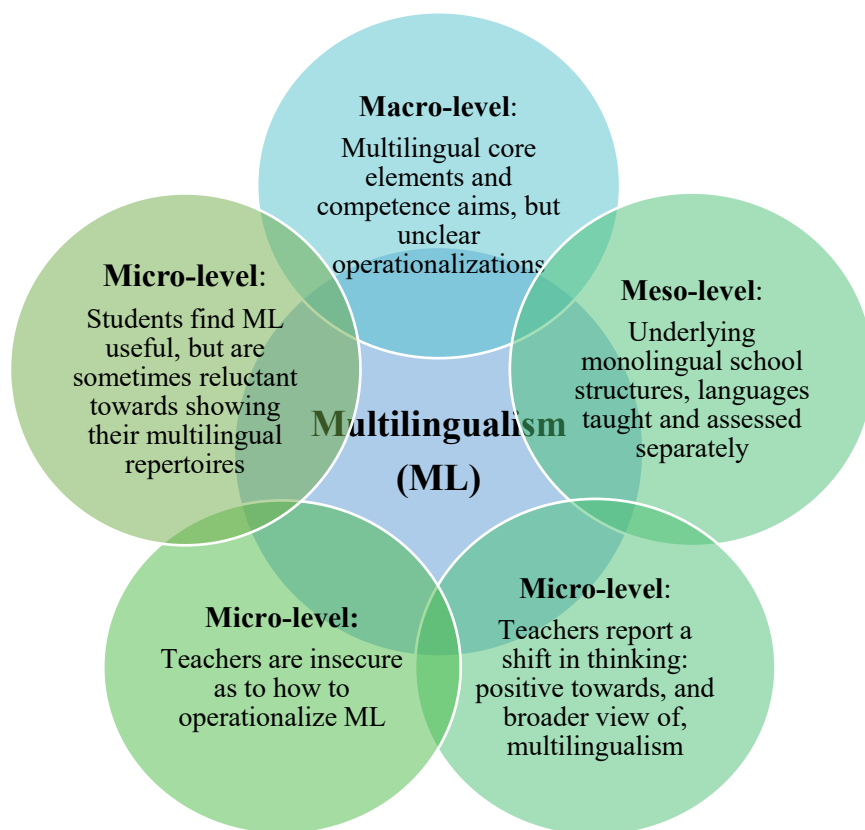 Macro-level:
Multilingual core
elements and
competence aims, but
unclear
operationalizations
Micro-level:
Students find ML
useful, but are
sometimes reluctant
towards showing
their multilingual
repertoires
Meso-level:
Underlying
monolingual school
structures, languages
taught and assessed
separately
Multilingualism
(ML)
Micro-level:
Teachers are insecure
as to how to
operationalize ML
Micro-level:
Teachers report a
shift in thinking:
positive towards, and
broader view of,
multilingualism